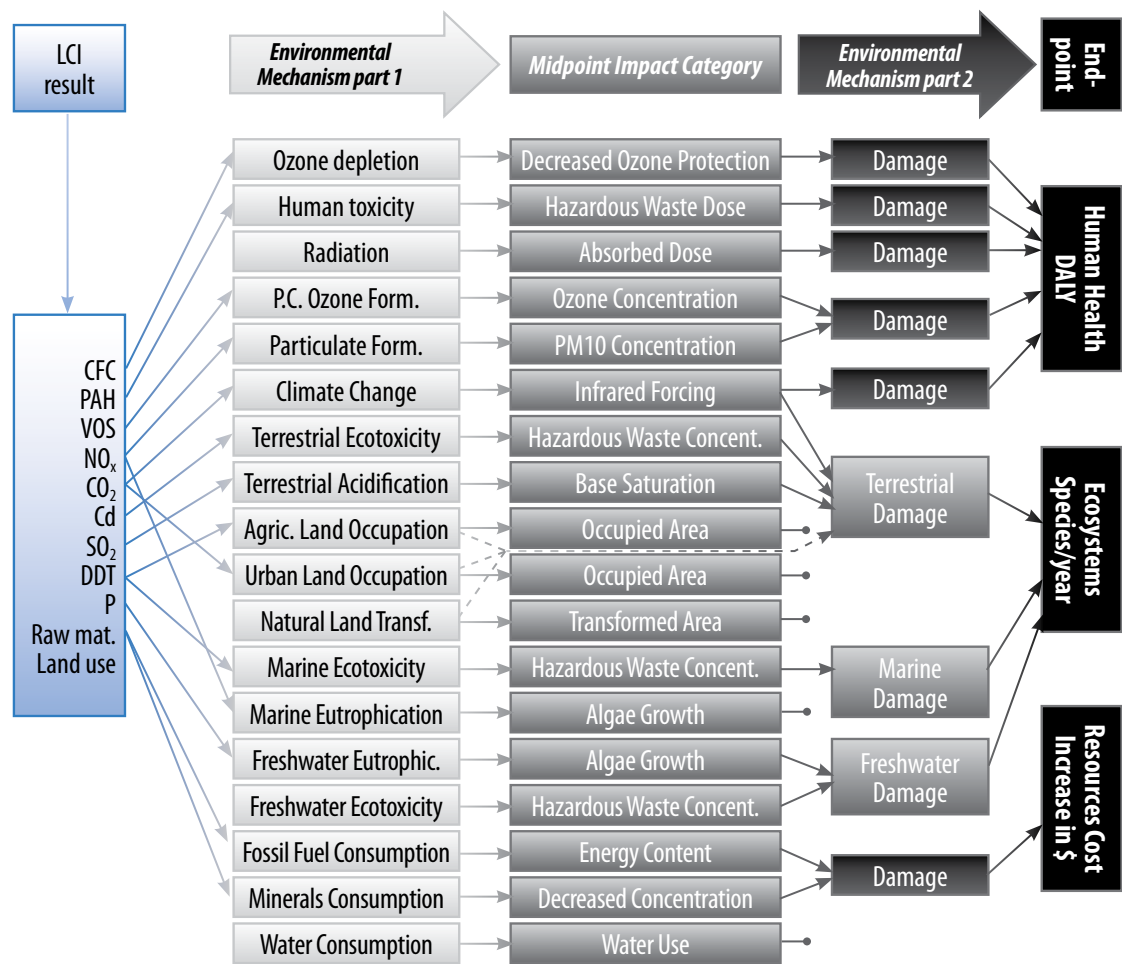 LCI
result
Environmental
Mechanism part 1
Midpoint Impact Category
Environmental
Mechanism part 2
End-
point
CFC
PAH
VOS
NOₓ
CO₂
Cd
SO₂
DDT
P
Raw mat.
Land use
Ozone depletion
Human toxicity
Radiation
P.C. Ozone Form.
Particulate Form.
Climate Change
Terrestrial Ecotoxicity
Terrestrial Acidification
Agric. Land Occupation
Urban Land Occupation
Natural Land Transf.
Marine Ecotoxicity
Marine Eutrophication
Freshwater Eutrophic.
Freshwater Ecotoxicity
Fossil Fuel Consumption
Minerals Consumption
Water Consumption
Decreased Ozone Protection
Hazardous Waste Dose
Absorbed Dose
Ozone Concentration
PM10 Concentration
Infrared Forcing
Hazardous Waste Concent.
Base Saturation
Occupied Area
Occupied Area
Transformed Area
Hazardous Waste Concent.
Algae Growth
Algae Growth
Hazardous Waste Concent.
Energy Content
Decreased Concentration
Water Use
Damage
Damage
Damage
Damage
Damage
Terrestrial
Damage
Marine
Damage
Freshwater
Damage
Damage
Human Health
DALY
Ecosystems
Species/year
Resources Cost
Increase in $